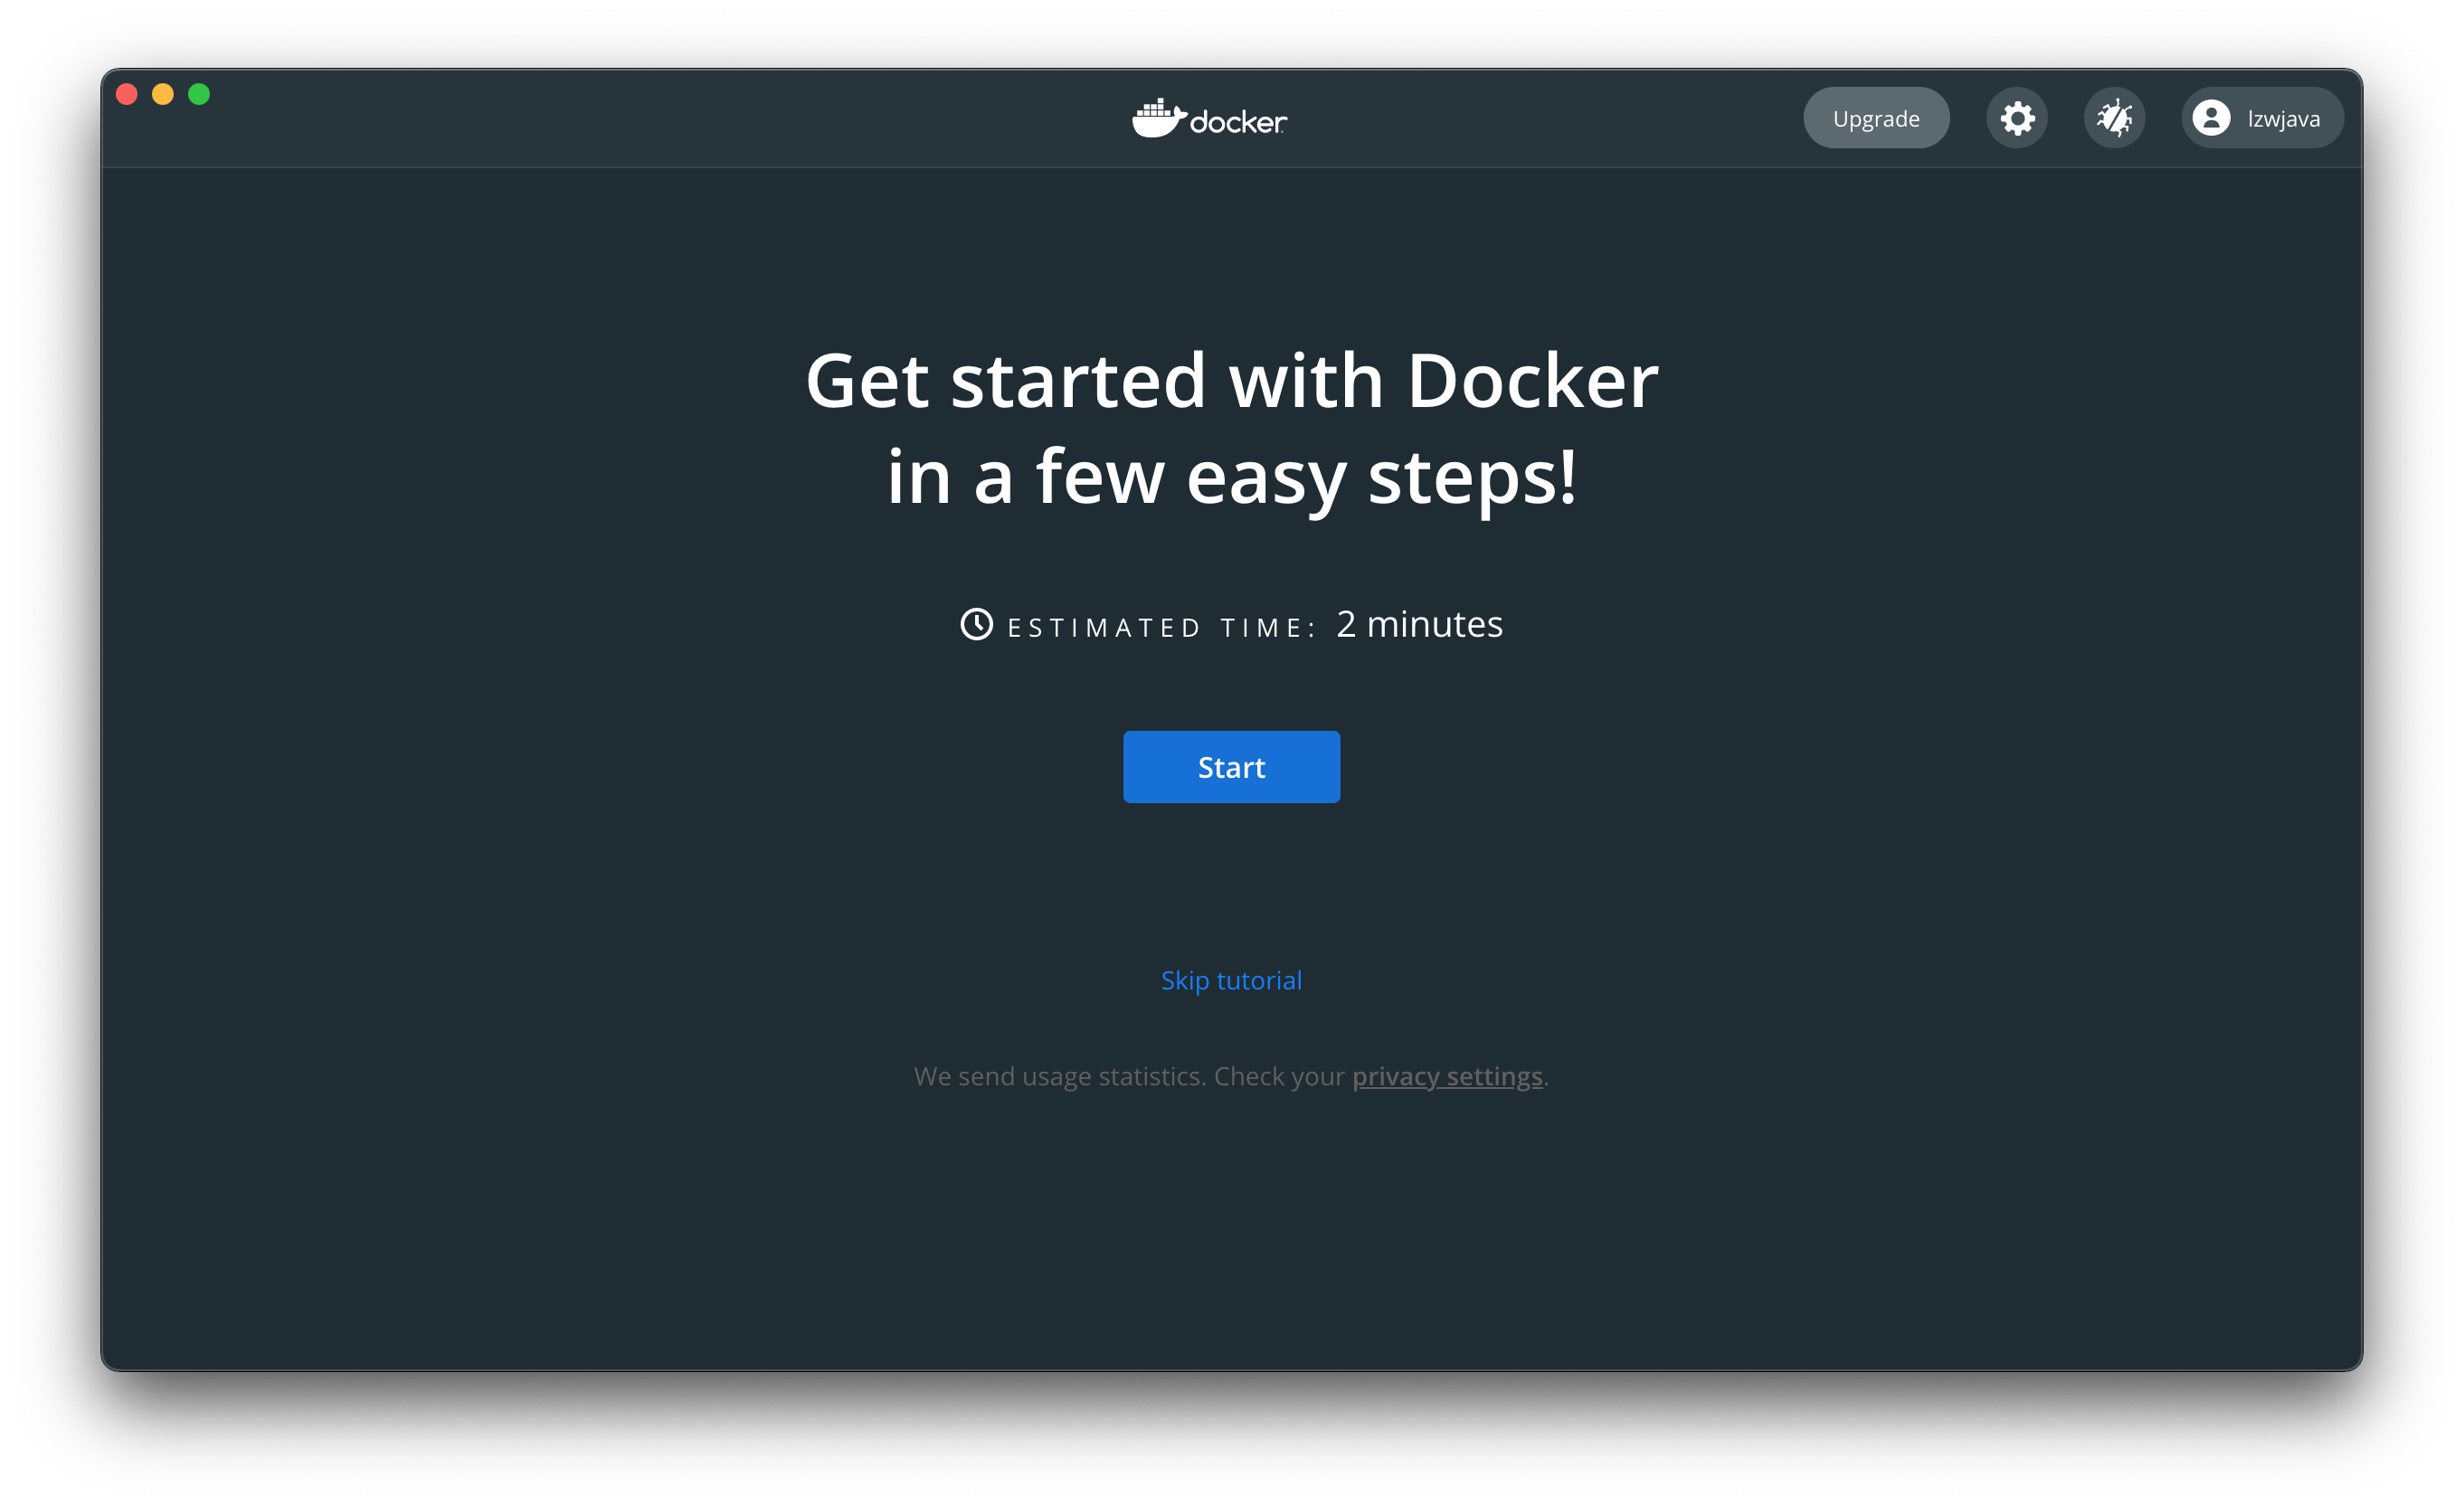 docker
Upgrade
lzwjava
Get started with Docker
in a few easy steps!
ESTIMATED TIME: 2 minutes
Start
Skip tutorial
We send usage statistics. Check your privacy settings.